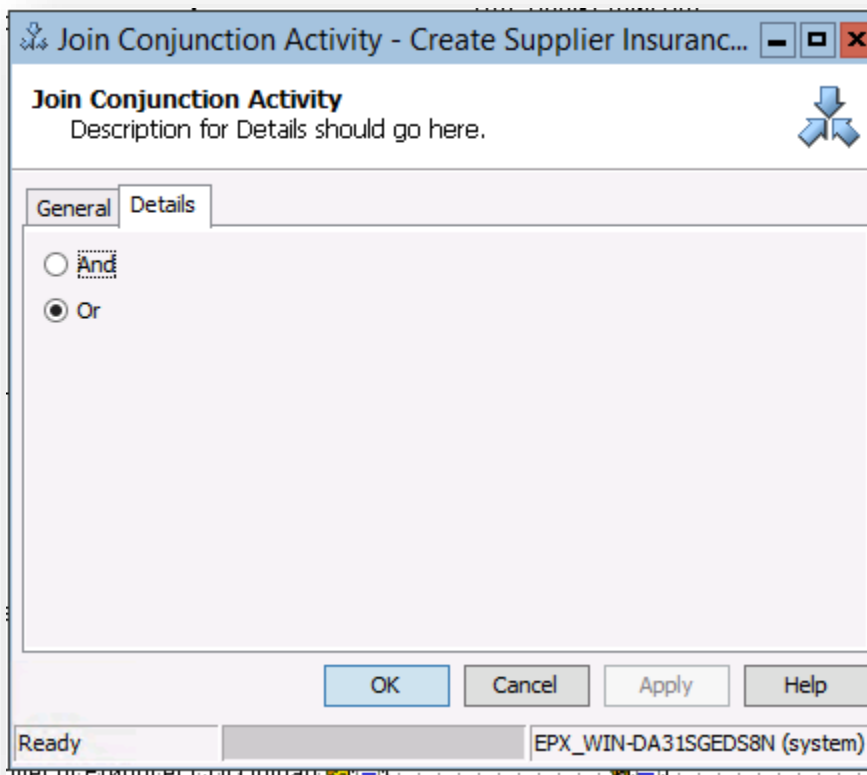 Join Conjunction Activity - Create Supplier Insuranc...
Join Conjunction Activity
Description for Details should go here.
General Details
And
Or
OK Cancel Apply Help
Ready EPX_WIN-DA31SGEDS8N (system)